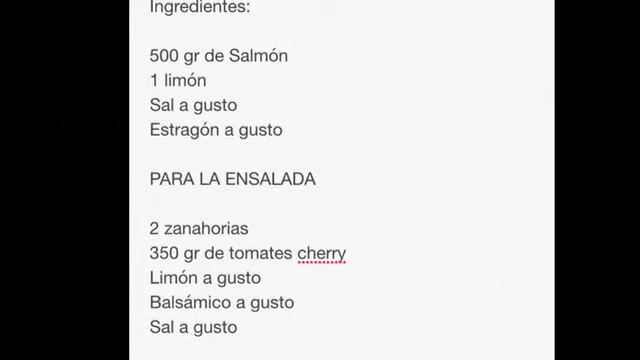 Ingredientes:
500 gr de Salmón
1 limón
Sal a gusto
Estragón a gusto
PARA LA ENSALADA
2 zanahorias
350 gr de tomates cherry
Limón a gusto
Balsámico a gusto
Sal a gusto